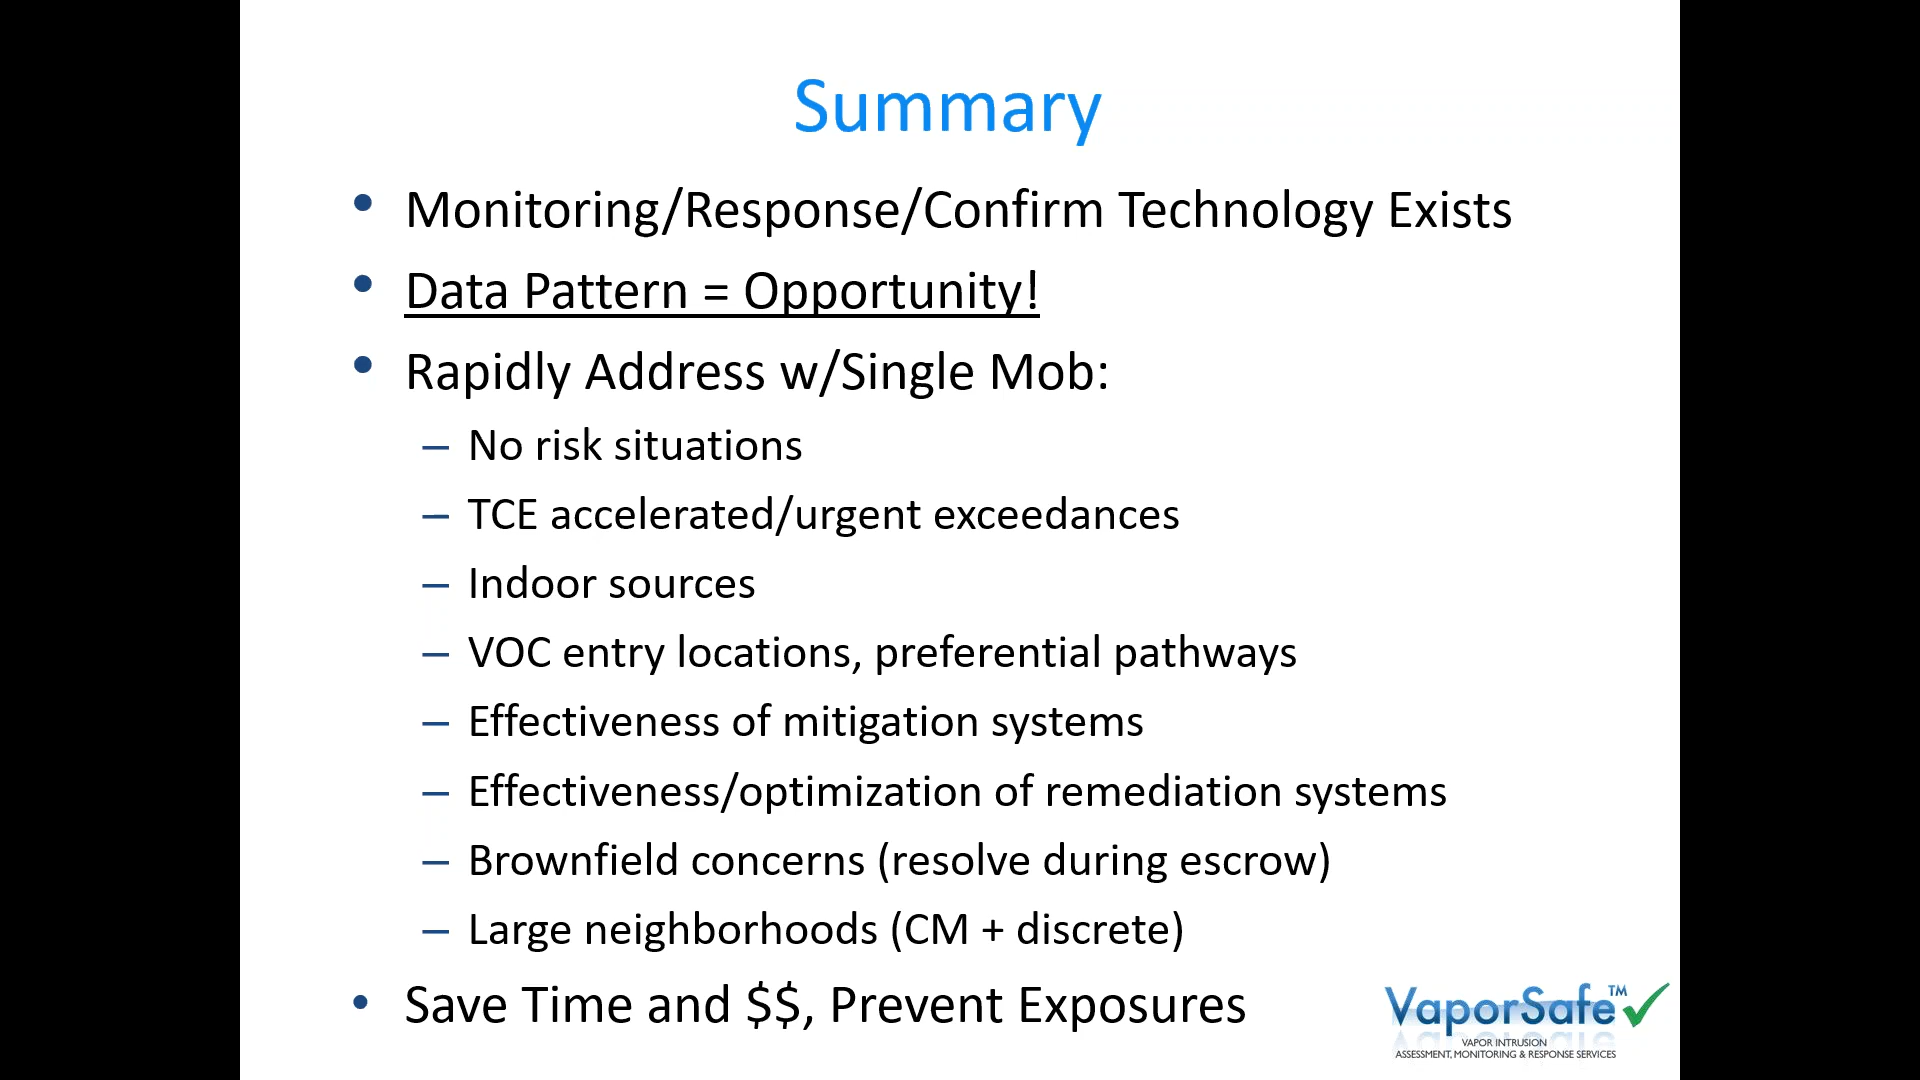 Summary
• Monitoring/Response/Confirm Technology Exists
• Data Pattern = Opportunity!
• Rapidly Address w/Single Mob:
– No risk situations
– TCE accelerated/urgent exceedances
– Indoor sources
– VOC entry locations, preferential pathways
– Effectiveness of mitigation systems
– Effectiveness/optimization of remediation systems
– Brownfield concerns (resolve during escrow)
– Large neighborhoods (CM + discrete)
• Save Time and $$, Prevent Exposures
VaporSafe™
VAPOR INTRUSION
ASSESSMENT, MONITORING & RESPONSE SERVICES